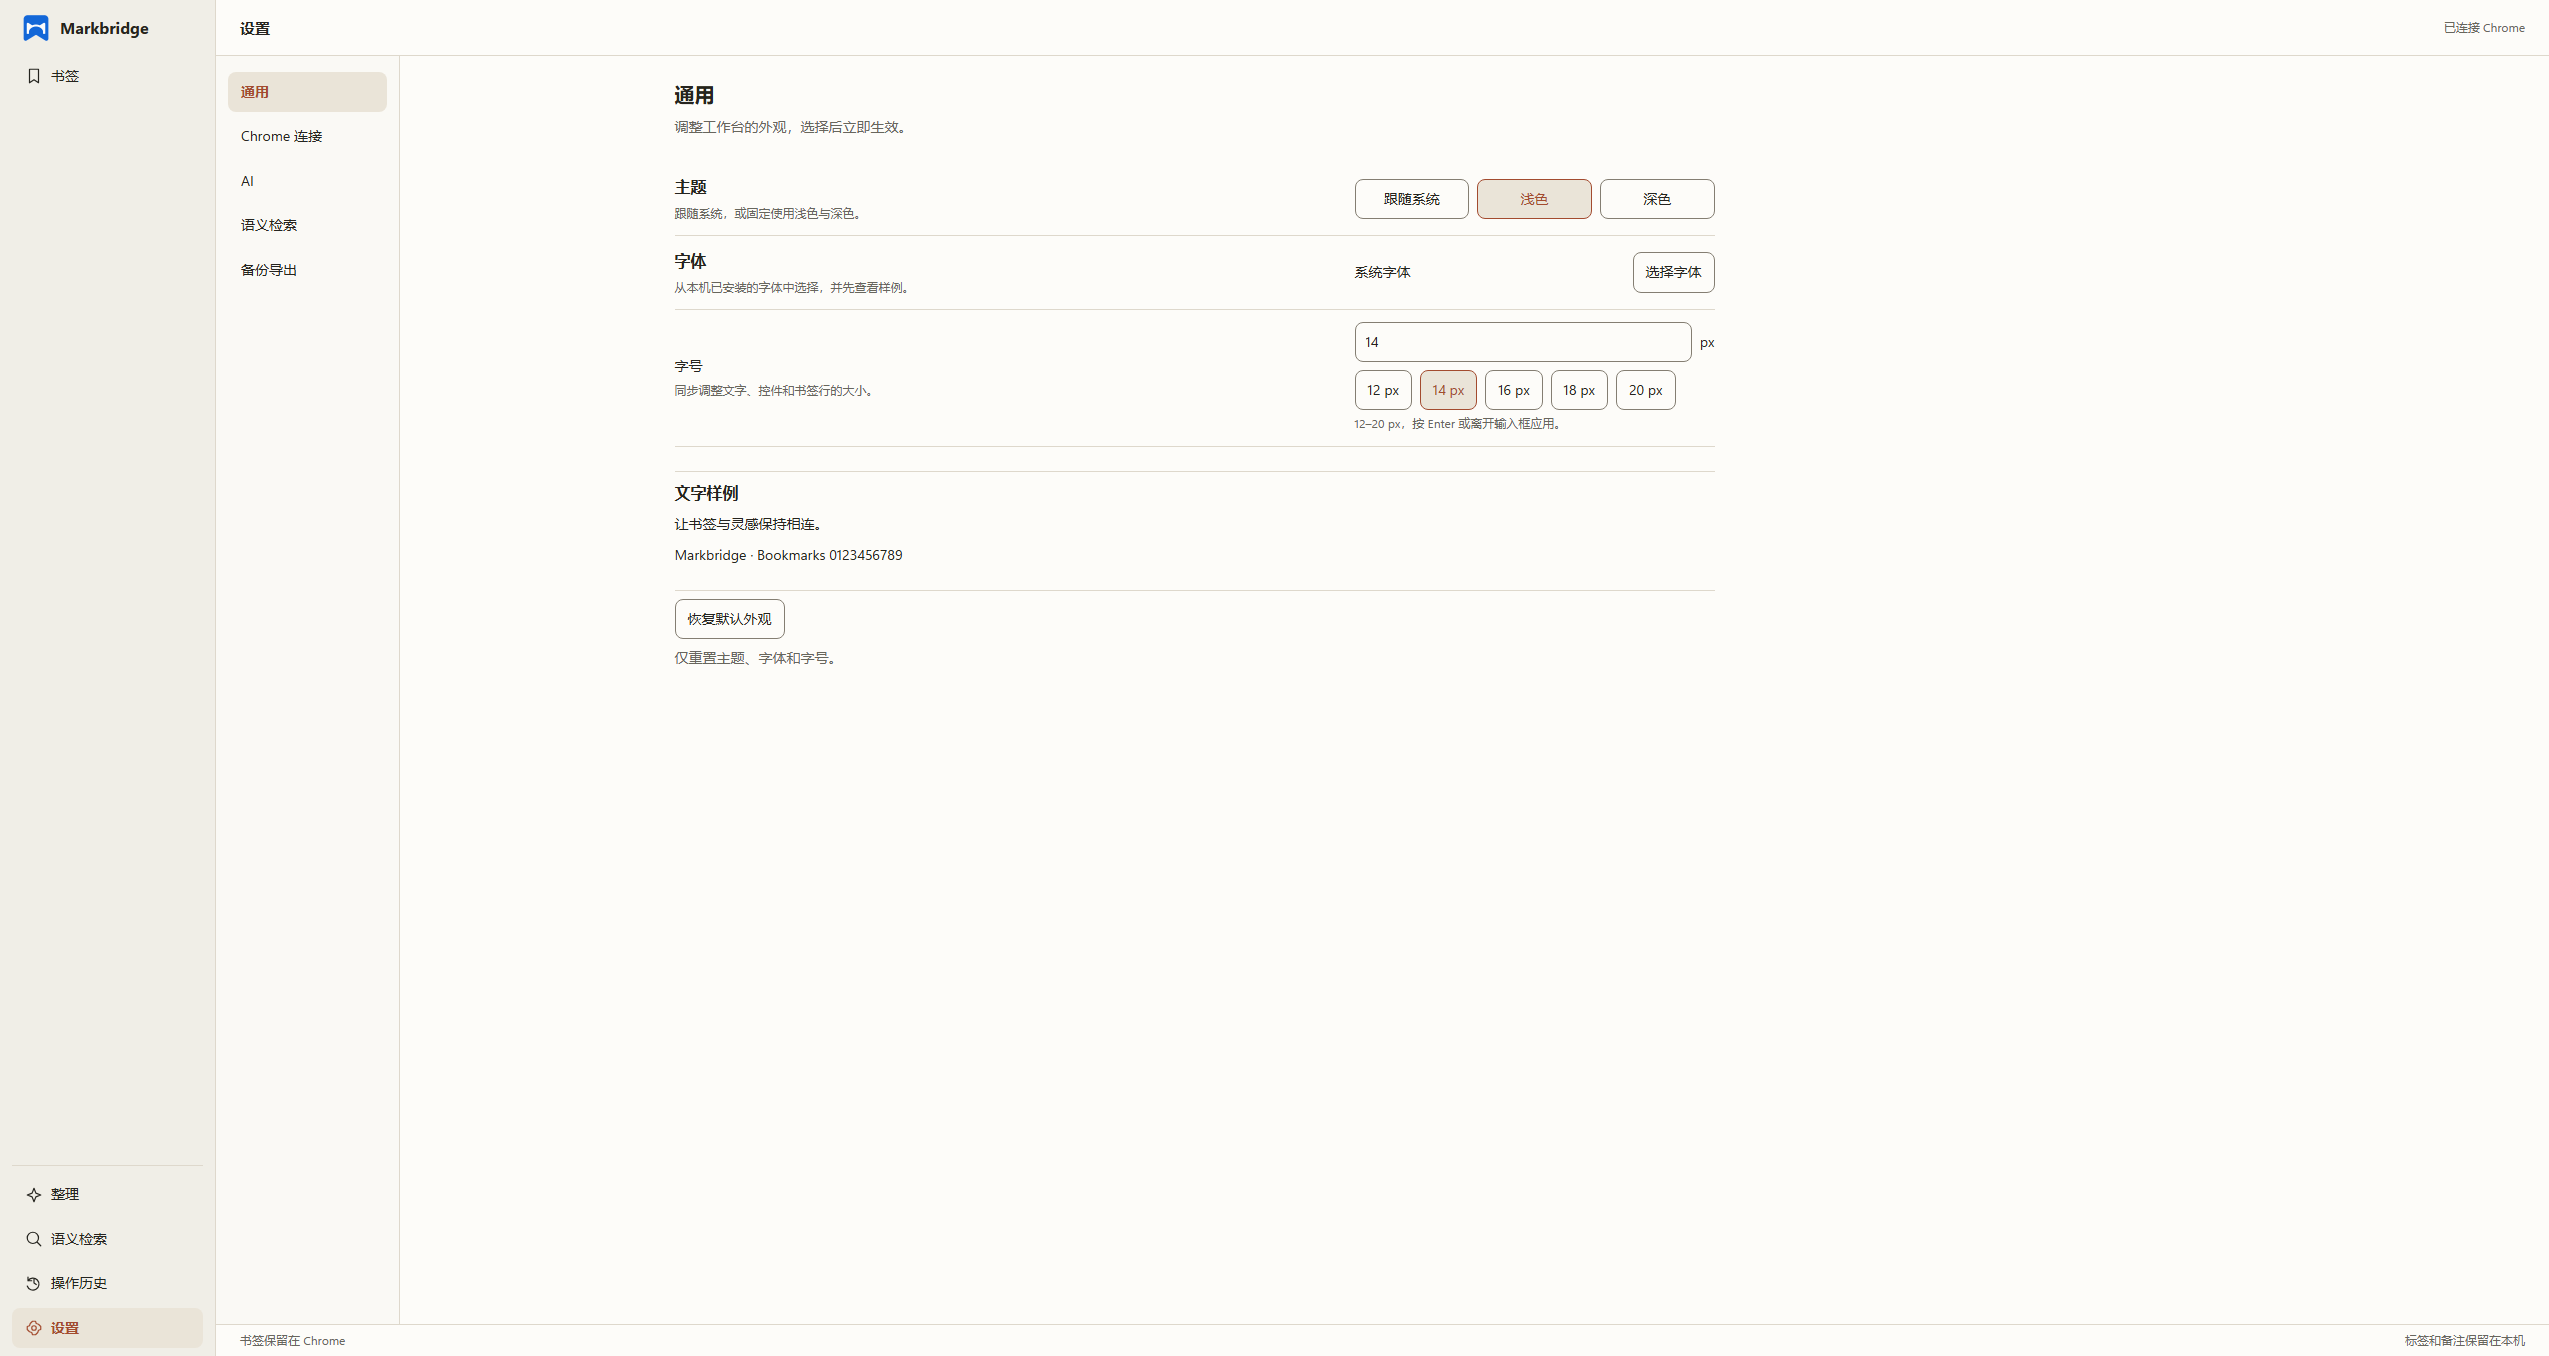 Markbridge
书签
整理
语义检索
操作历史
设置
设置
已连接 Chrome
通用
Chrome 连接
AI
语义检索
备份导出
通用
调整工作台的外观，选择后立即生效。
主题
跟随系统，或固定使用浅色与深色。
跟随系统
浅色
深色
字体
从本机已安装的字体中选择，并先查看样例。
系统字体
选择字体
字号
同步调整文字、控件和书签行的大小。
14
px
12 px
14 px
16 px
18 px
20 px
12–20 px，按 Enter 或离开输入框应用。
文字样例
让书签与灵感保持相连。
Markbridge · Bookmarks 0123456789
恢复默认外观
仅重置主题、字体和字号。
书签保留在 Chrome
标签和备注保留在本机